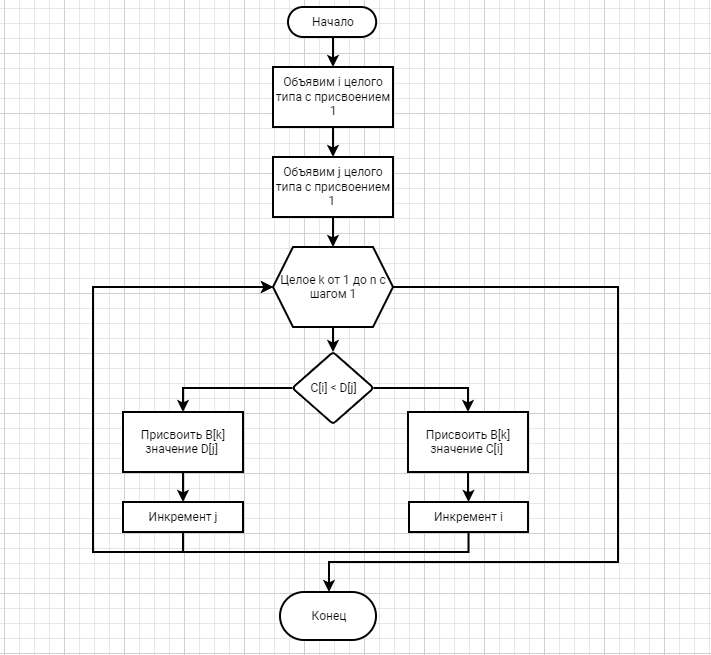 Начало
Объявим i целого
типа с присвоением
1
Объявим j целого
типа с присвоением
1
Целое k от 1 до n с
шагом 1
C[i] < D[j]
Присвоить B[k]
значение D[j]
Присвоить B[k]
значение C[i]
Инкремент j
Инкремент i
Конец